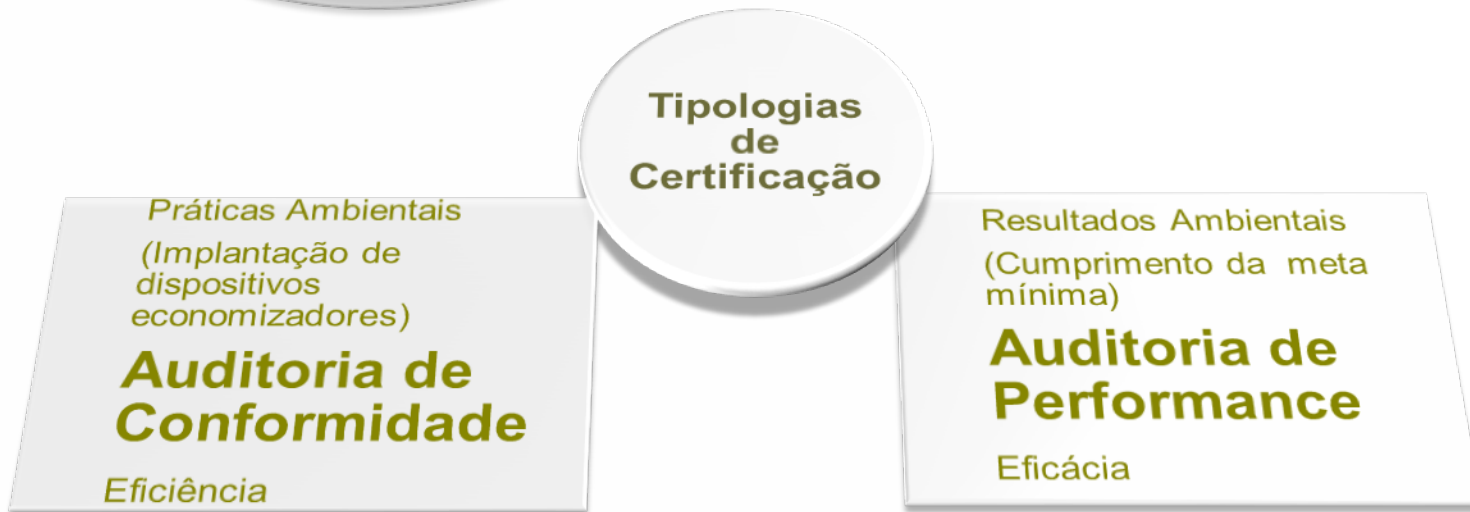 Tipologias
de
Certificação
Práticas Ambientais
(Implantação de
dispositivos
economizadores)
Auditoria de
Conformidade
Eficiência
Resultados Ambientais
(Cumprimento da meta
mínima)
Auditoria de
Performance
Eficácia